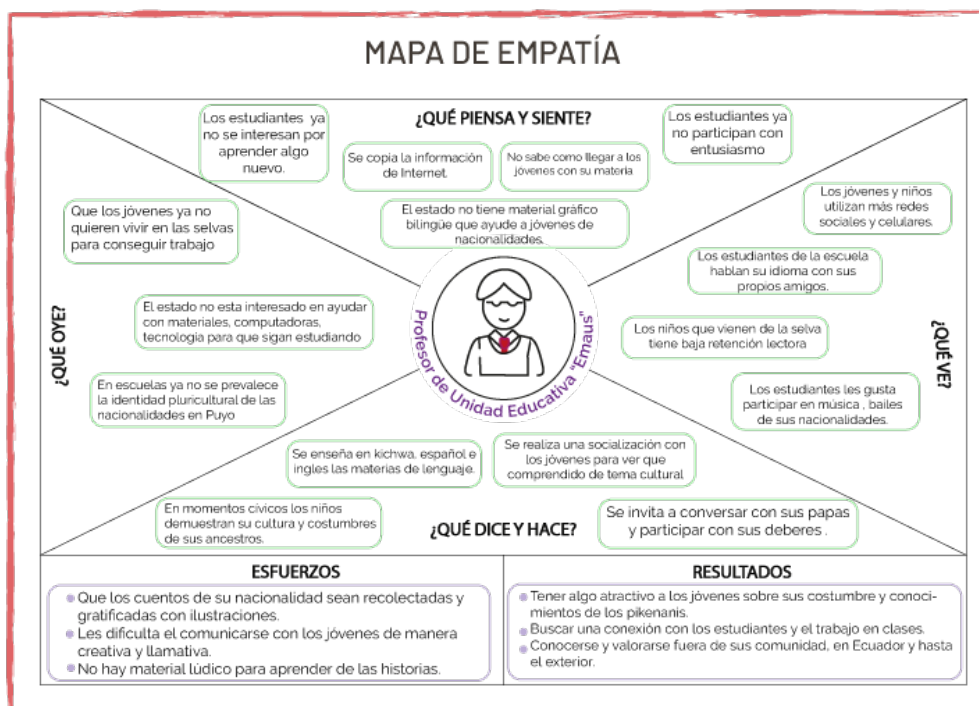 MAPA DE EMPATÍA
¿QUÉ PIENSA Y SIENTE?
Los estudiantes ya
no se interesan por
aprender algo
nuevo.
Se copia la información
de Internet.
No sabe como llegar a los
jóvenes con su materia
Los estudiantes ya
no participan con
entusiasmo
El estado no tiene material gráfico
bilingüe que ayude a jóvenes de
nacionalidades.
¿QUÉ OYE?
Que los jóvenes ya no
quieren vivir en las selvas
para conseguir trabajo
El estado no esta interesado en ayudar
con materiales, computadoras,
tecnología para que sigan estudiando
En escuelas ya no se prevalece
la identidad pluricultural de las
nacionalidades en Puyo
Profesor de Unidad Educativa "Emaus"
¿QUÉ VE?
Los jóvenes y niños
utilizan más redes
sociales y celulares.
Los estudiantes de la escuela
hablan su idioma con sus
propios amigos.
Los niños que vienen de la selva
tiene baja retención lectora
Los estudiantes les gusta
participar en música , bailes
de sus nacionalidades.
Se enseña en kichwa, español e
ingles las materias de lenguaje.
Se realiza una socialización con
los jóvenes para ver que
comprendido de tema cultural
En momentos cívicos los niños
demuestran su cultura y costumbres
de sus ancestros.
¿QUÉ DICE Y HACE?
Se invita a conversar con sus papas
y participar con sus deberes .
ESFUERZOS
Que los cuentos de su nacionalidad sean recolectadas y
gratificadas con ilustraciones.
Les dificulta el comunicarse con los jóvenes de manera
creativa y llamativa.
No hay material lúdico para aprender de las historias.
RESULTADOS
Tener algo atractivo a los jóvenes sobre sus costumbre y conoci-
mientos de los pikenanis.
Buscar una conexión con los estudiantes y el trabajo en clases.
Conocerse y valorarse fuera de sus comunidad, en Ecuador y hasta
el exterior.